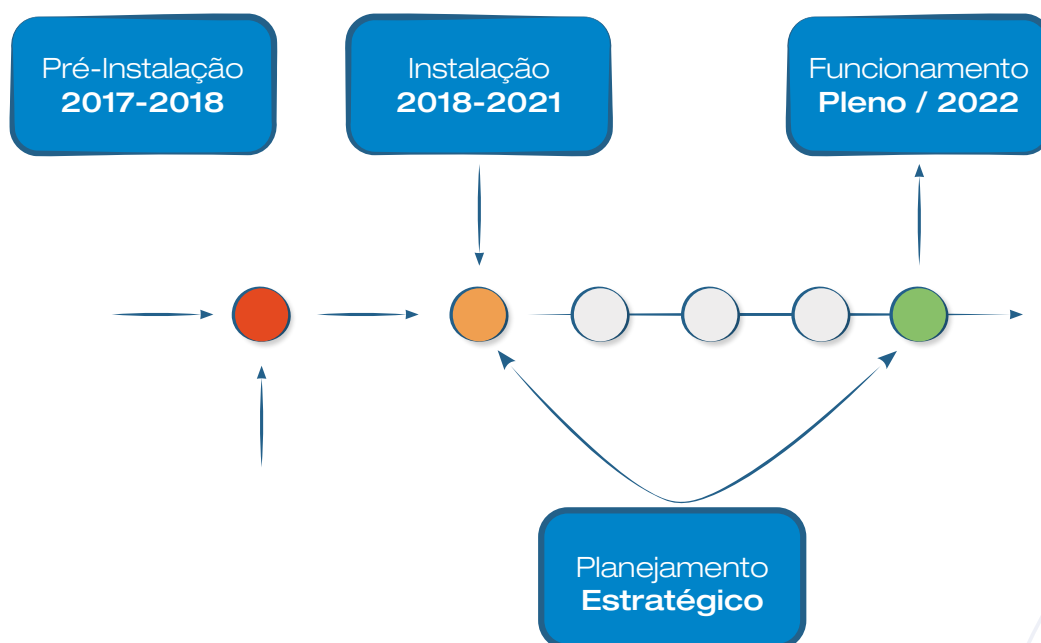 Pré-Instalação
2017-2018
Instalação
2018-2021
Funcionamento
Pleno / 2022
Planejamento
Estratégico